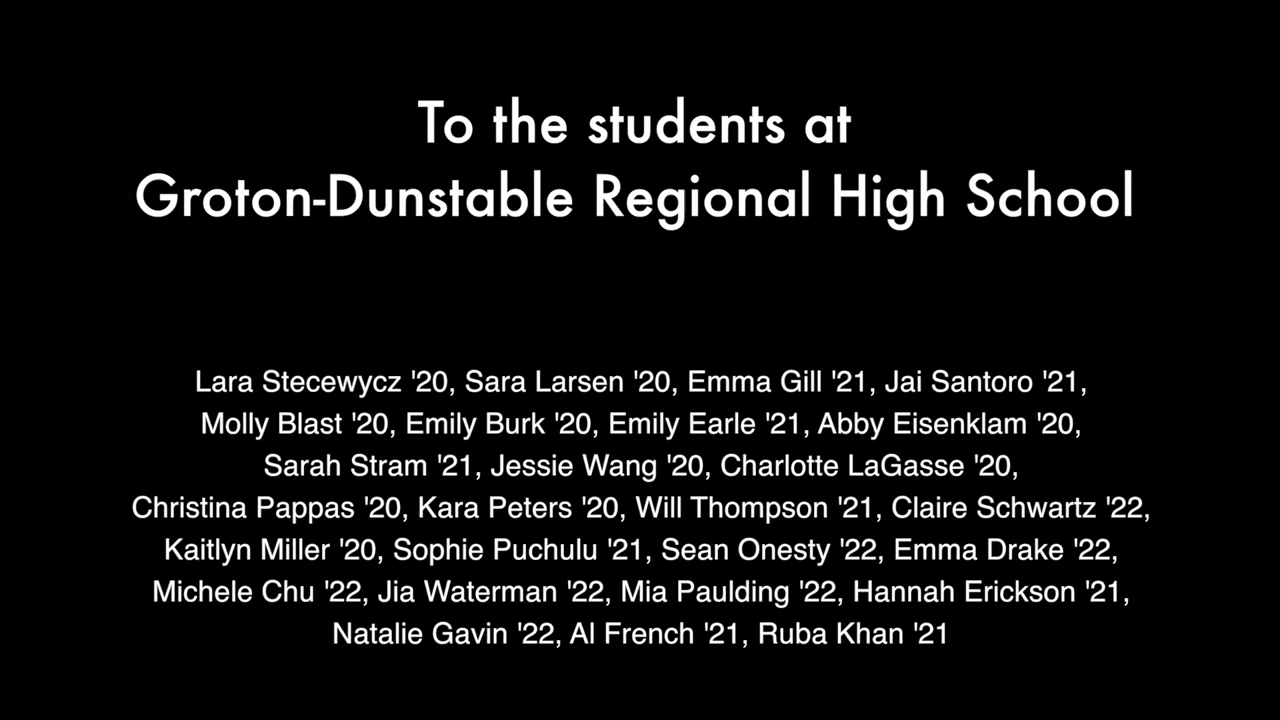 To the students at
Groton-Dunstable Regional High School
Lara Stecewycz '20, Sara Larsen '20, Emma Gill '21, Jai Santoro '21,
Molly Blast '20, Emily Burk '20, Emily Earle '21, Abby Eisenklam '20,
Sarah Stram '21, Jessie Wang '20, Charlotte LaGasse '20,
Christina Pappas '20, Kara Peters '20, Will Thompson '21, Claire Schwartz '22,
Kaitlyn Miller '20, Sophie Puchulu '21, Sean Onesty '22, Emma Drake '22,
Michele Chu '22, Jia Waterman '22, Mia Paulding '22, Hannah Erickson '21,
Natalie Gavin '22, Al French '21, Ruba Khan '21